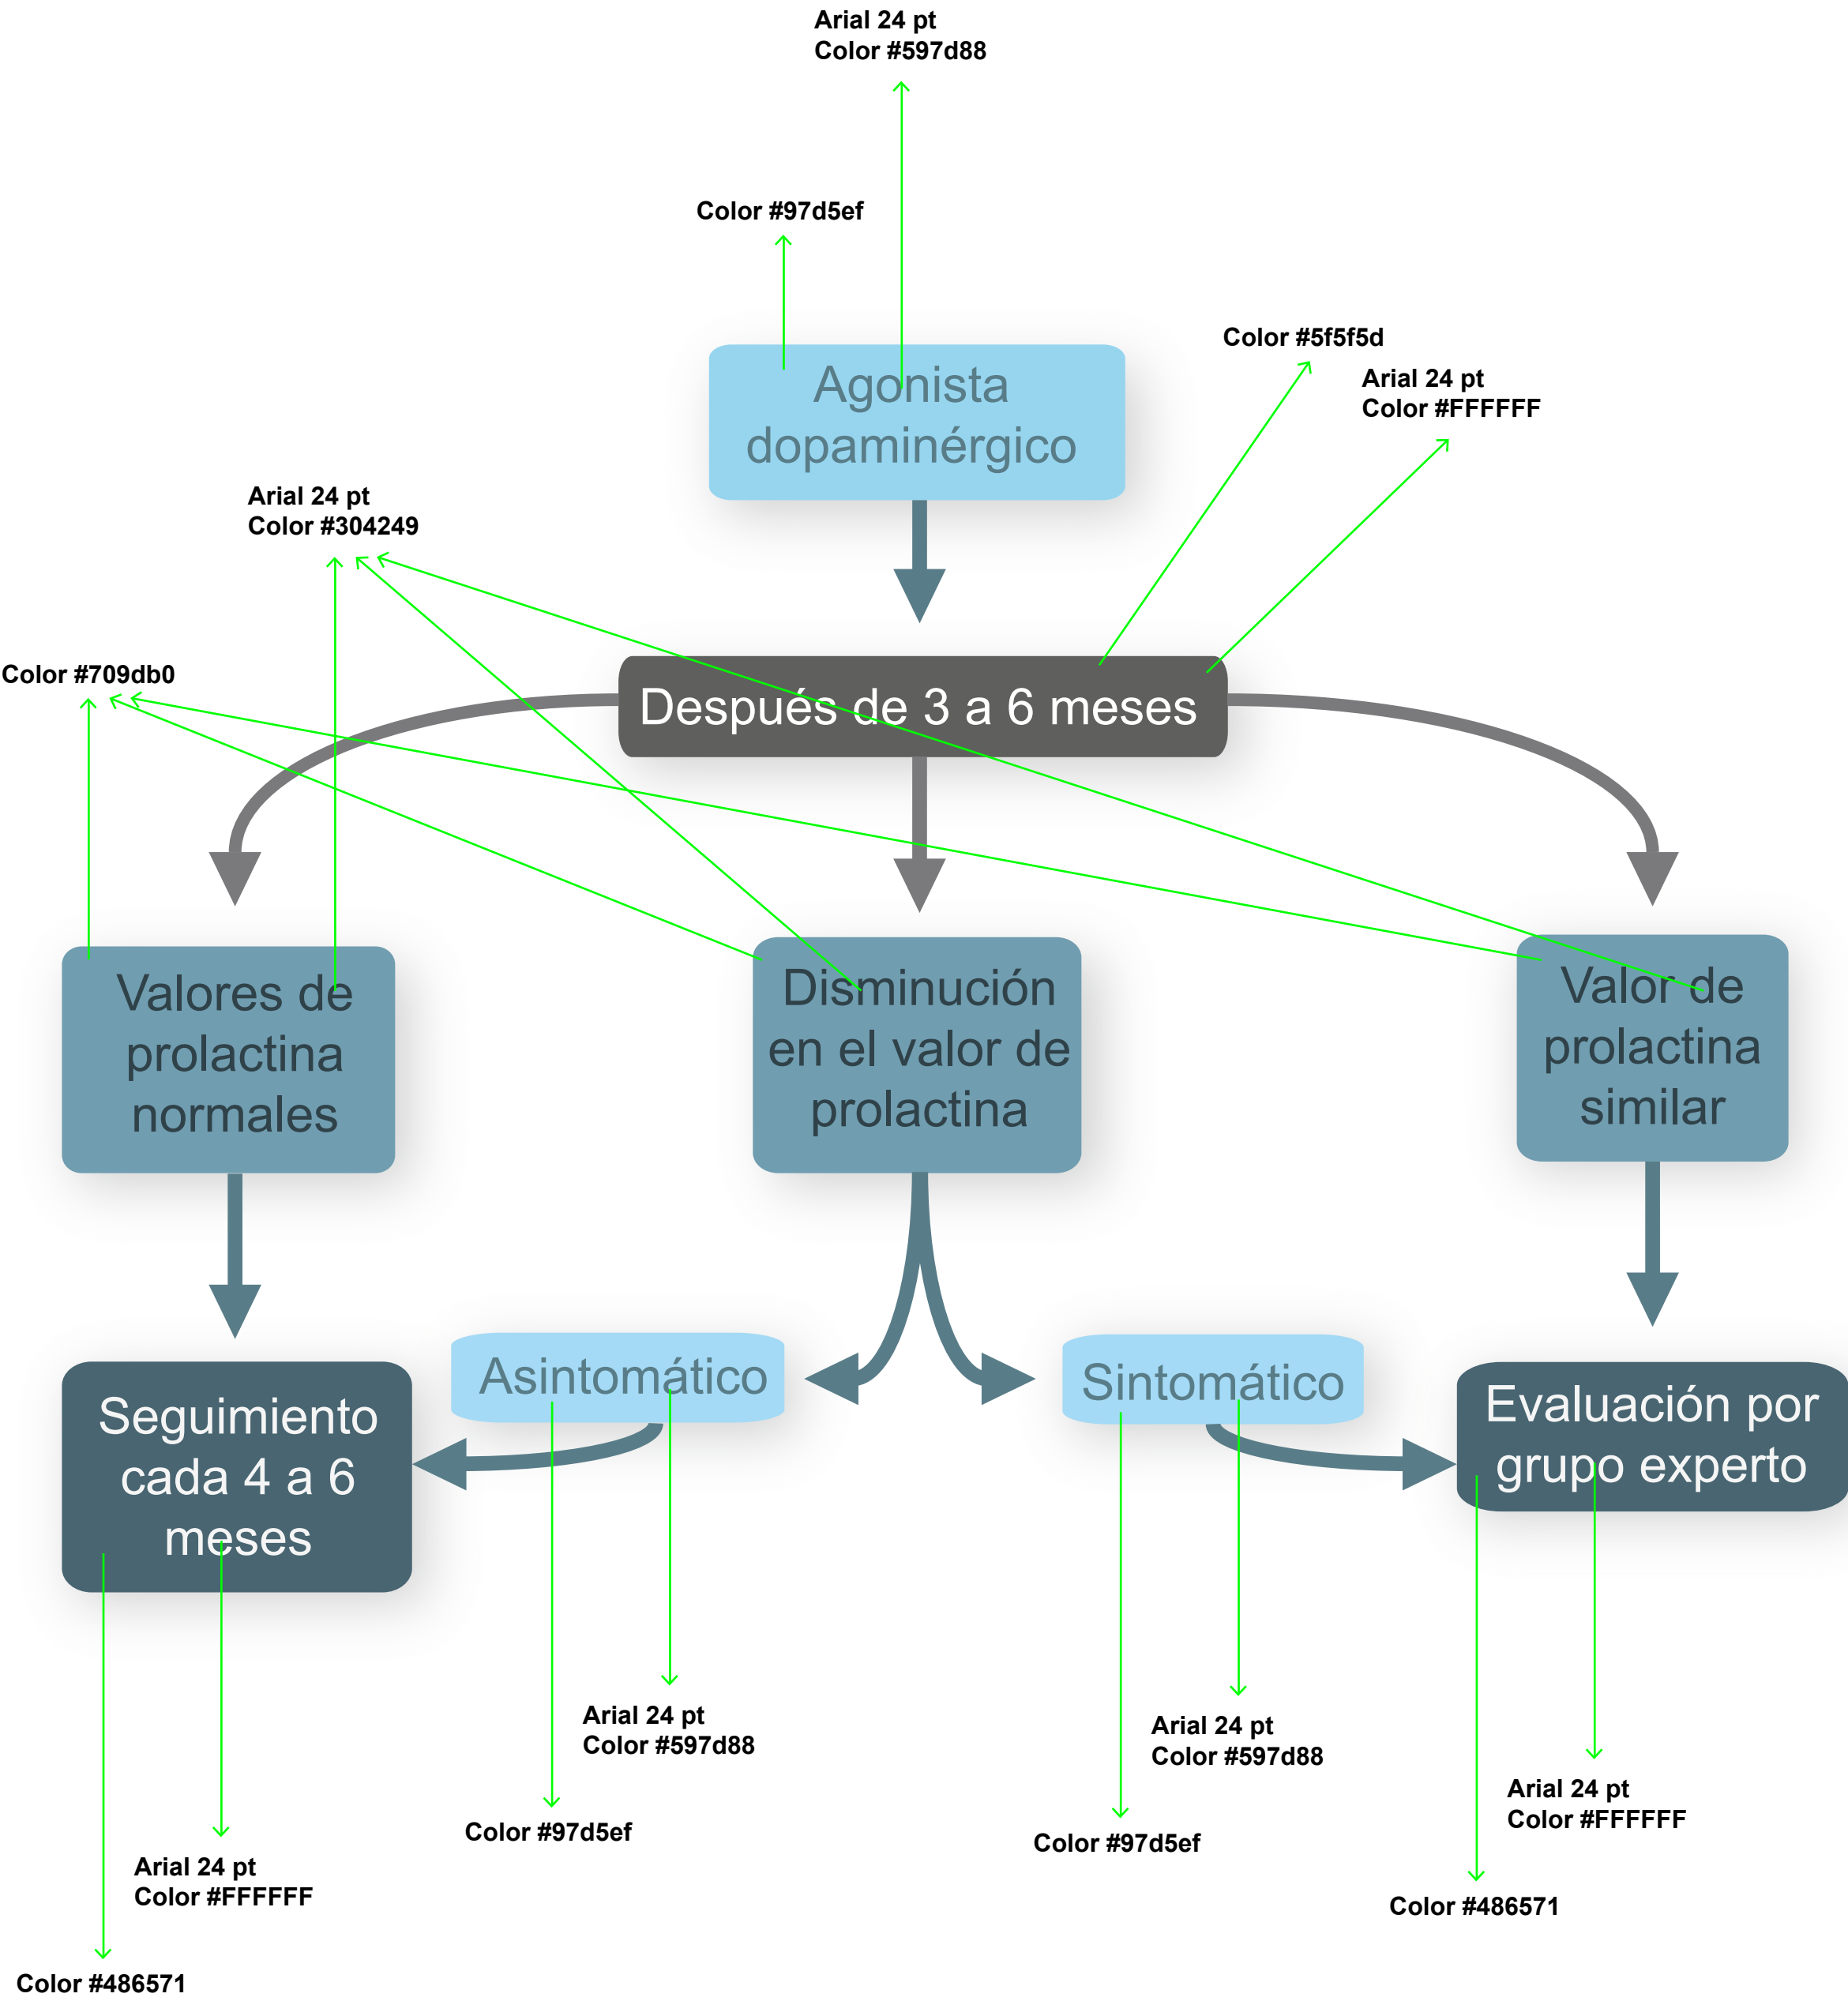 Arial 24 pt
Color #597d88
Color #97d5ef
Color #5f5f5d
Arial 24 pt
Color #FFFFFF
Agonista
dopaminérgico
Arial 24 pt
Color #304249
Color #709db0
Después de 3 a 6 meses
Valores de
prolactina
normales
Disminución
en el valor de
prolactina
Valor de
prolactina
similar
Asintomático
Sintomático
Seguimiento
cada 4 a 6
meses
Evaluación por
grupo experto
Arial 24 pt
Color #597d88
Arial 24 pt
Color #597d88
Arial 24 pt
Color #FFFFFF
Color #97d5ef
Color #97d5ef
Arial 24 pt
Color #FFFFFF
Color #486571
Color #486571